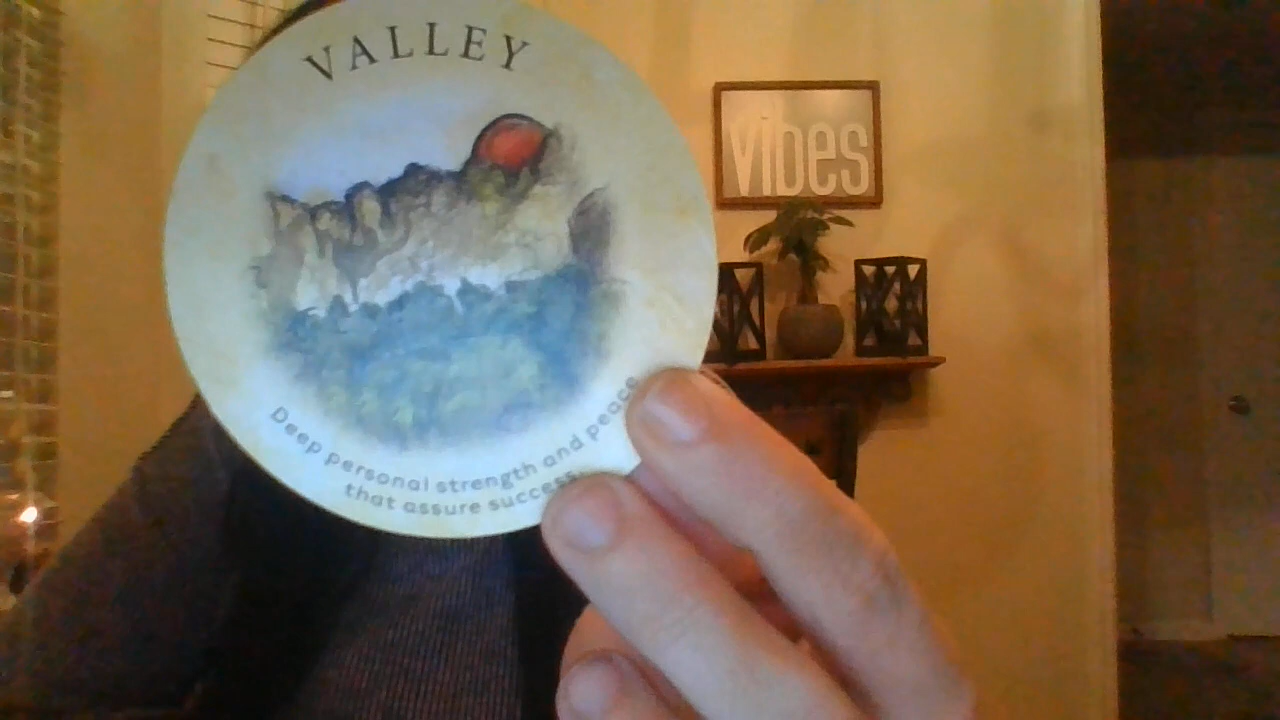 VALLEY
vibes
Deep personal strength and peace
that assure success.